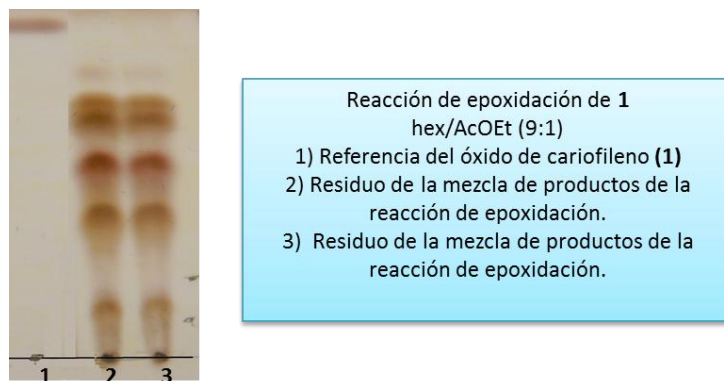 Reacción de epoxidación de 1
hex/AcOEt (9:1)
1) Referencia del óxido de cariofileno (1)
2) Residuo de la mezcla de productos de la
reacción de epoxidación.
3) Residuo de la mezcla de productos de la
reacción de epoxidación.
1 2 3